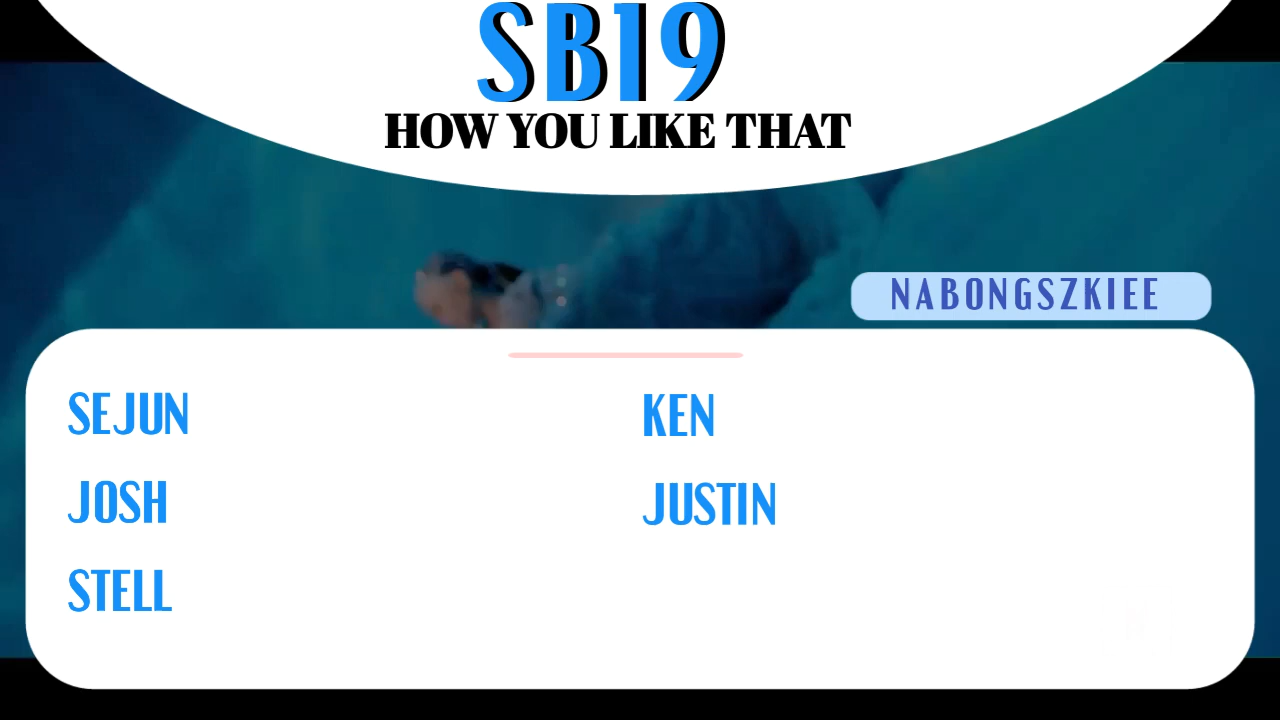 SB19
HOW YOU LIKE THAT
NABONGSZKIEE
SEJUN
KEN
JOSH
JUSTIN
STELL